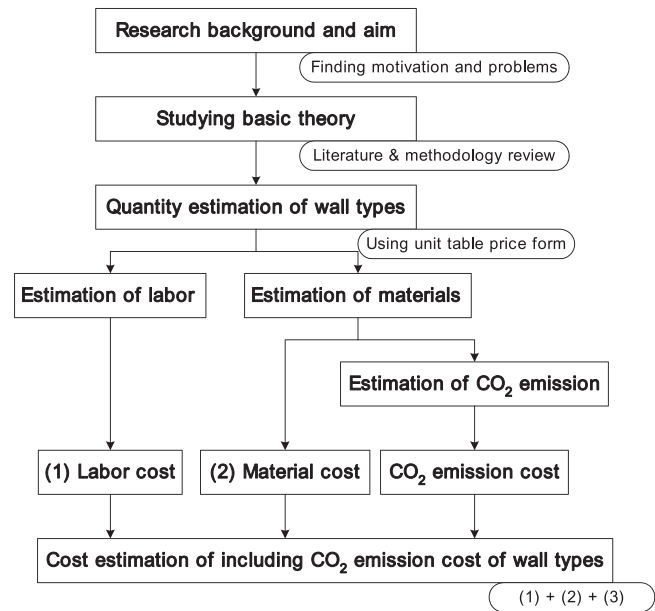 Research background and aim
Finding motivation and problems
Studying basic theory
Literature & methodology review
Quantity estimation of wall types
Using unit table price form
Estimation of labor
Estimation of materials
Estimation of CO₂ emission
(1) Labor cost
(2) Material cost
CO₂ emission cost
Cost estimation of including CO₂ emission cost of wall types
(1) + (2) + (3)